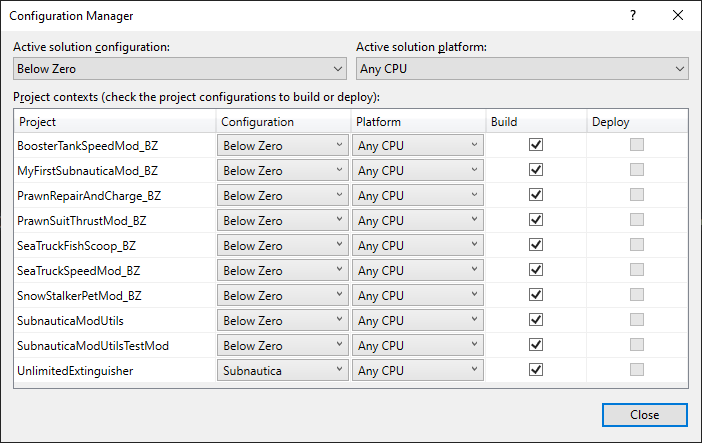 Configuration Manager ?
Active solution configuration: Active solution platform:
Below Zero Any CPU
Project contexts (check the project configurations to build or deploy):
Project Configuration Platform Build Deploy
BoosterTankSpeedMod_BZ Below Zero Any CPU
MyFirstSubnauticaMod_BZ Below Zero Any CPU
PrawnRepairAndCharge_BZ Below Zero Any CPU
PrawnSuitThrustMod_BZ Below Zero Any CPU
SeaTruckFishScoop_BZ Below Zero Any CPU
SeaTruckSpeedMod_BZ Below Zero Any CPU
SnowStalkerPetMod_BZ Below Zero Any CPU
SubnauticaModUtils Below Zero Any CPU
SubnauticaModUtilsTestMod Below Zero Any CPU
UnlimitedExtinguisher Subnautica Any CPU
Close